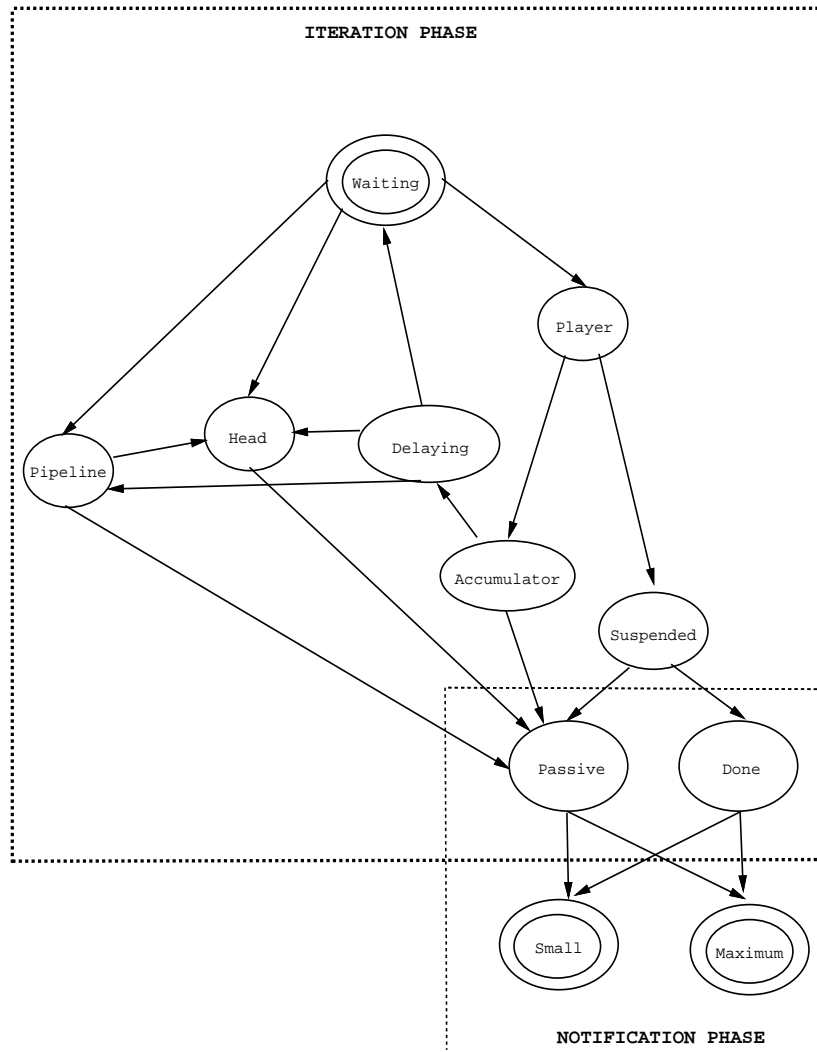 ITERATION PHASE
Waiting
Player
Head
Delaying
Pipeline
Accumulator
Suspended
Passive
Done
Small
Maximum
NOTIFICATION PHASE